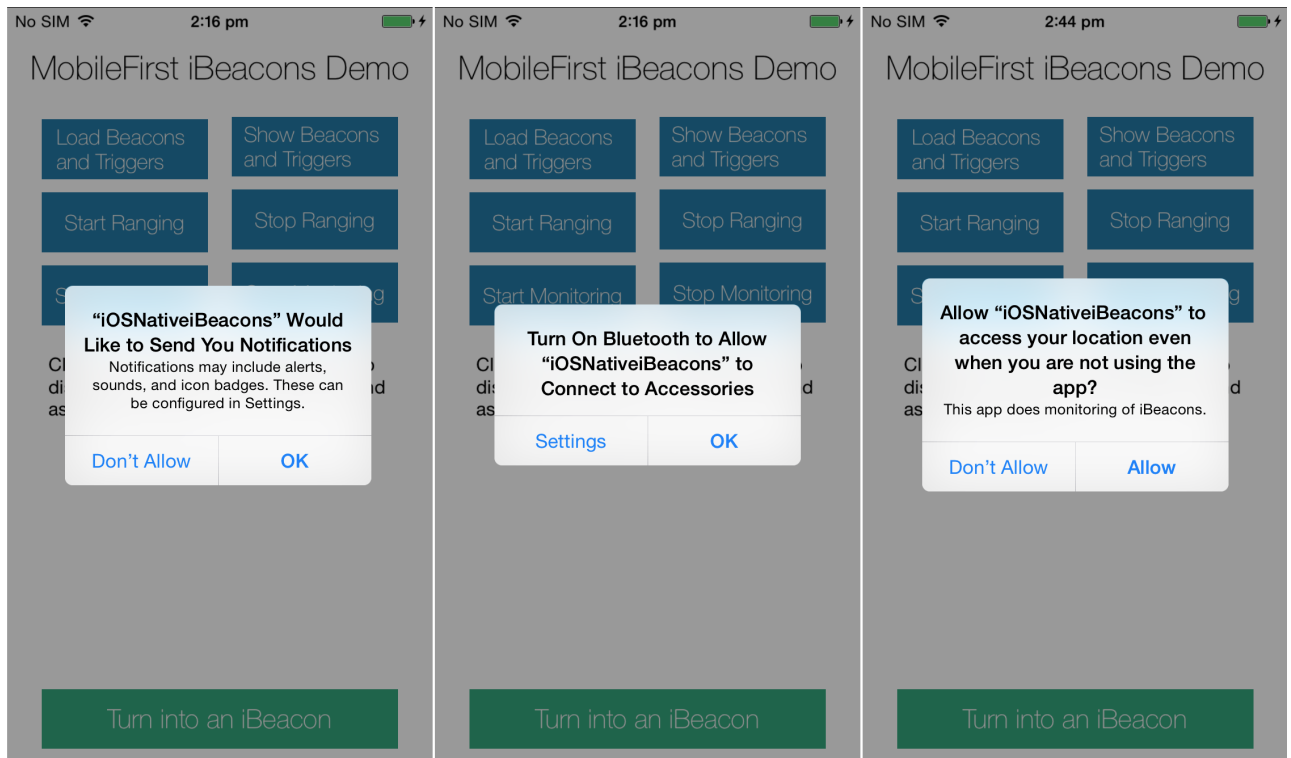 No SIM 2:16 pm
MobileFirst iBeacons Demo
Load Beacons
and Triggers
Show Beacons
and Triggers
Start Ranging
Stop Ranging
“iOSNativeiBeacons” Would
Like to Send You Notifications
Notifications may include alerts,
sounds, and icon badges. These can
be configured in Settings.
Don’t Allow
OK
Turn into an iBeacon
No SIM 2:16 pm
MobileFirst iBeacons Demo
Load Beacons
and Triggers
Show Beacons
and Triggers
Start Ranging
Stop Ranging
Start Monitoring
Stop Monitoring
Turn On Bluetooth to Allow
“iOSNativeiBeacons” to
Connect to Accessories
Settings
OK
Turn into an iBeacon
No SIM 2:44 pm
MobileFirst iBeacons Demo
Load Beacons
and Triggers
Show Beacons
and Triggers
Start Ranging
Stop Ranging
Allow “iOSNativeiBeacons” to
access your location even
when you are not using the
app?
This app does monitoring of iBeacons.
Don’t Allow
Allow
Turn into an iBeacon